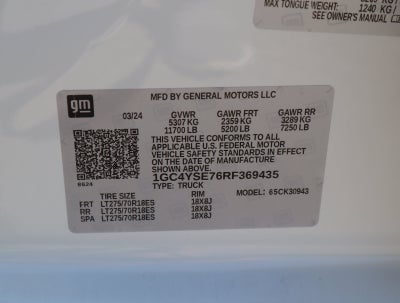 MAX TONGUE WEIGHT: 1240 KG /
SEE OWNER'S MANUAL
gm
MFD BY GENERAL MOTORS LLC
03/24 GVWR GAWR FRT GAWR RR
5307 KG 2359 KG 3289 KG
11700 LB 5200 LB 7250 LB
THIS VEHICLE CONFORMS TO ALL
APPLICABLE U.S. FEDERAL MOTOR
VEHICLE SAFETY STANDARDS IN EFFECT
ON THE DATE OF MANUFACTURE
SHOWN ABOVE.
1GC4YSE76RF369435
B624 TYPE: TRUCK MODEL: 65CK30943
TIRE SIZE RIM
FRT LT275/70R18ES 18X8J
RR LT275/70R18ES 18X8J
SPA LT275/70R18ES 18X8J